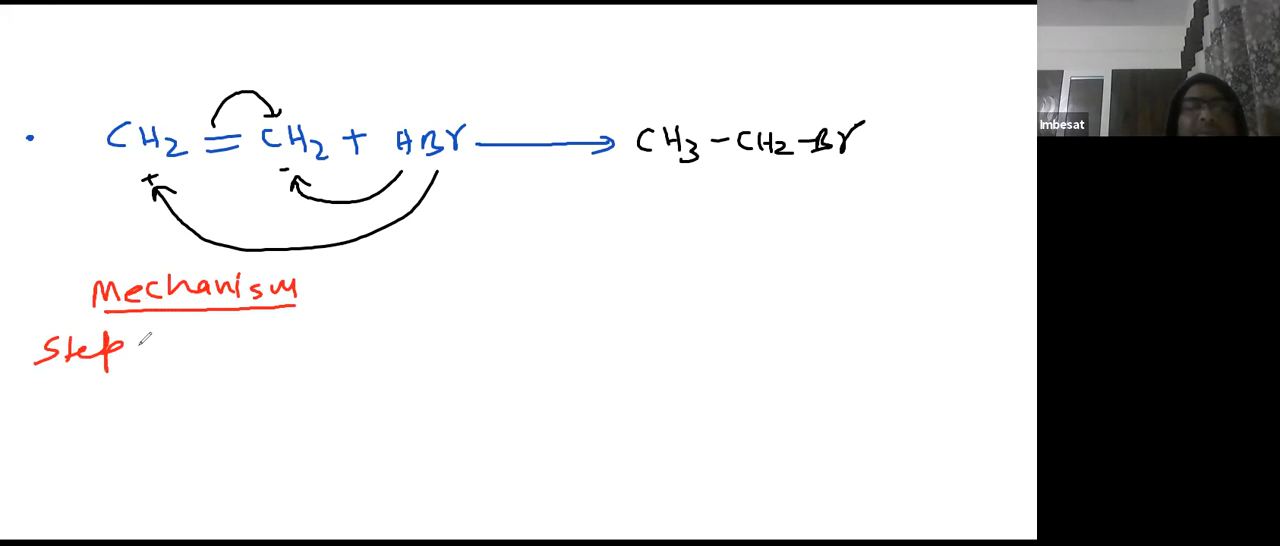 · CH2 = CH2 + HBr ⟶ CH3 – CH2 – Br
+ -
Mechanism
Step
Imbesat